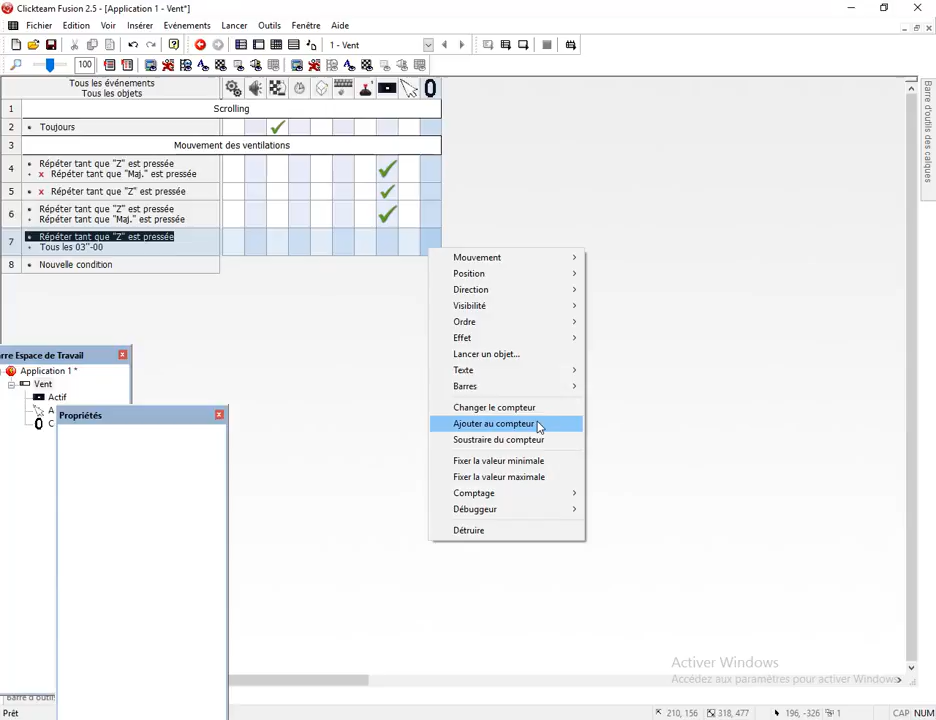 Clickteam Fusion 2.5 - [Application 1 - Vent*]
Fichier Edition Voir Insérer Evénements Lancer Outils Fenêtre Aide
1 - Vent
100
Tous les événements
Tous les objets
1 Scrolling
2 • Toujours
3 Mouvement des ventilations
4 • Répéter tant que "Z" est pressée
• X Répéter tant que "Maj." est pressée
5 • X Répéter tant que "Z" est pressée
6 • Répéter tant que "Z" est pressée
• Répéter tant que "Maj." est pressée
7 • Répéter tant que "Z" est pressée
• Tous les 03"-00
8 • Nouvelle condition
Mouvement
Position
Direction
Visibilité
Ordre
Effet
Lancer un objet...
Texte
Barres
Changer le compteur
Ajouter au compteur
Soustraire du compteur
Fixer la valeur minimale
Fixer la valeur maximale
Comptage
Débuggeur
Détruire
Barre d'outils des calques
rre Espace de Travail
Application 1 *
Vent
Actif
A
C
Propriétés
Activer Windows
Accédez aux paramètres pour activer Windows.
Barre d'outils
Prêt
210, 156 318, 477 196, -326 1 CAP NUM